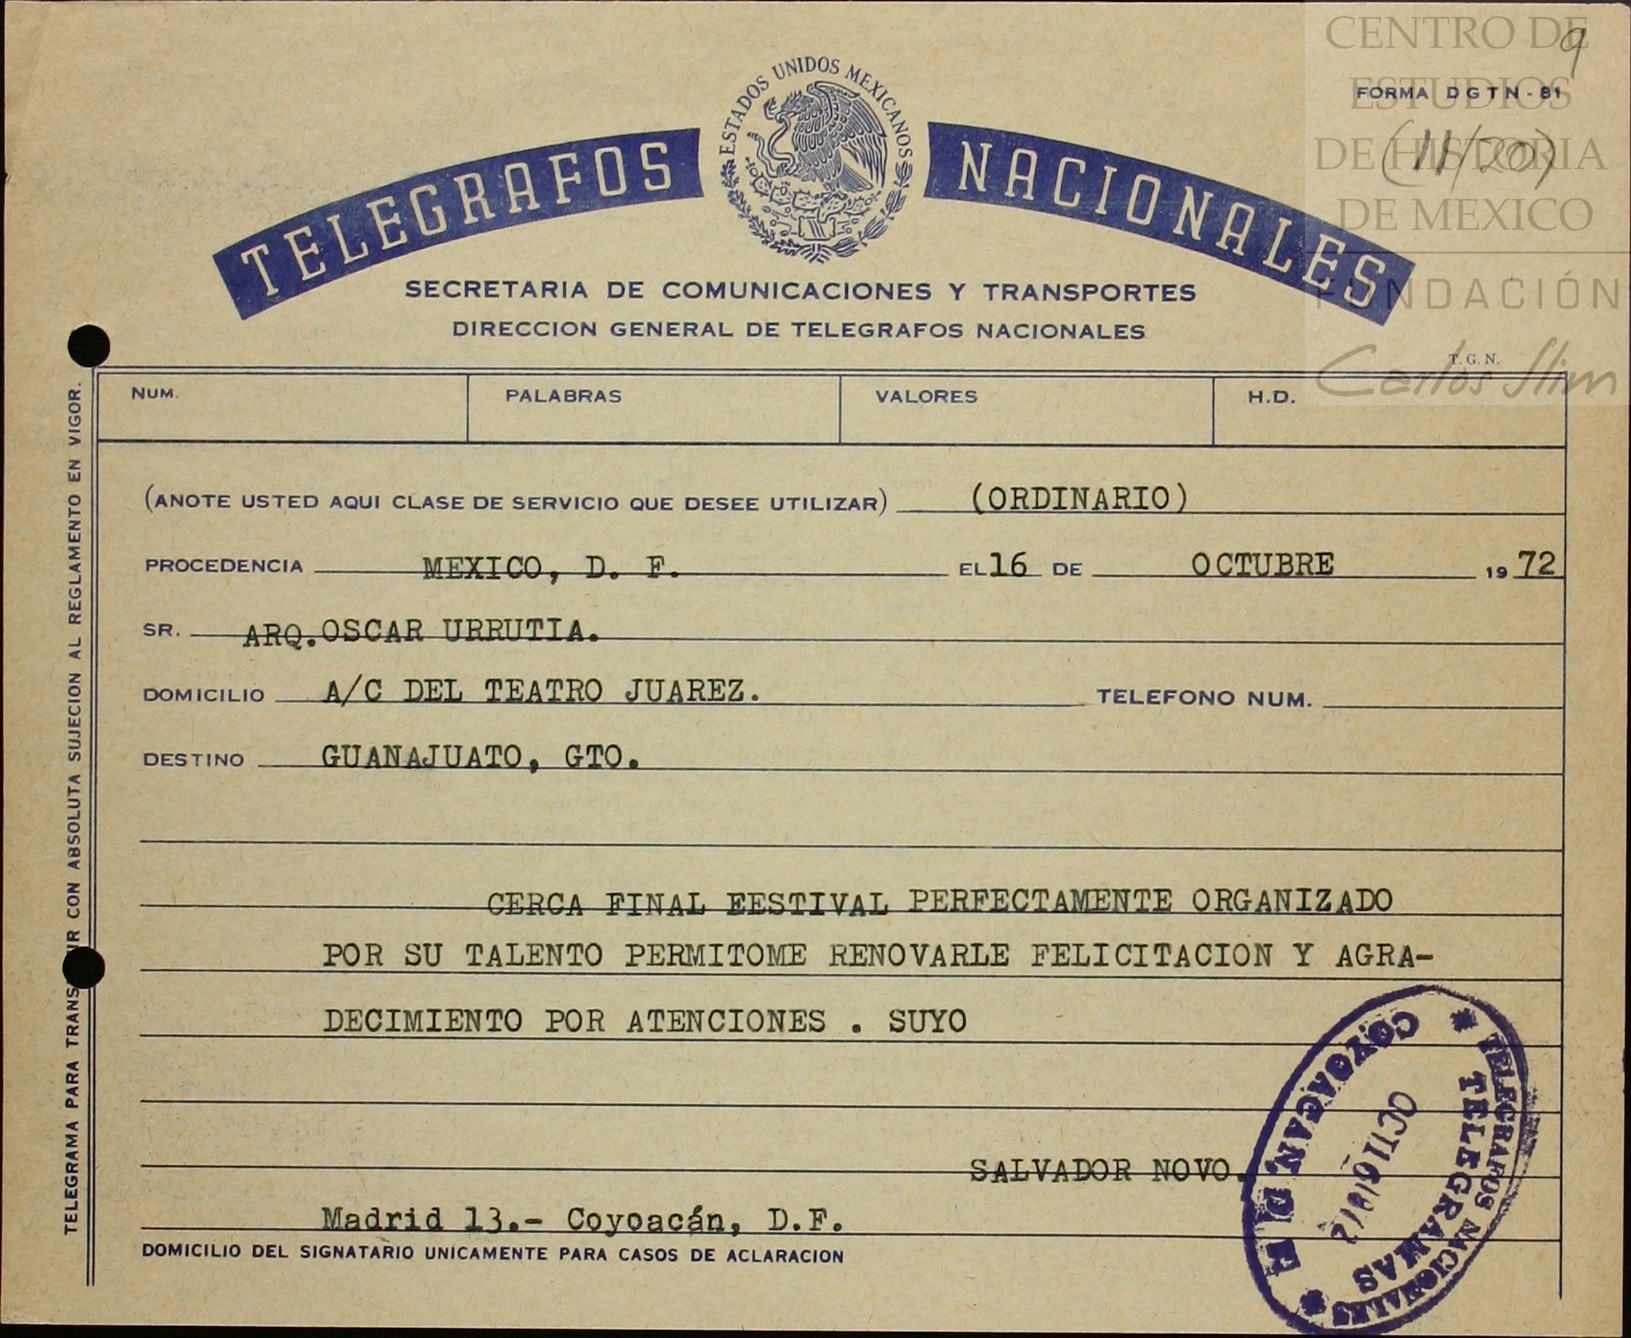 CENTRO DE
ESTUDIOS
DE HISTORIA
DE MEXICO
FUNDACIÓN
Carlos Slim
9
FORMA DGTN-81
(11/20)
ESTADOS UNIDOS MEXICANOS
TELEGRAFOS NACIONALES
SECRETARIA DE COMUNICACIONES Y TRANSPORTES
DIRECCION GENERAL DE TELEGRAFOS NACIONALES
T. G. N.
NUM. PALABRAS VALORES H.D.
(ANOTE USTED AQUI CLASE DE SERVICIO QUE DESEE UTILIZAR) (ORDINARIO)
PROCEDENCIA MEXICO, D. F. EL 16 DE OCTUBRE 1972
SR. ARQ. OSCAR URRUTIA.
DOMICILIO A/C DEL TEATRO JUAREZ. TELEFONO NUM.
DESTINO GUANAJUATO, GTO.
CERCA FINAL FESTIVAL PERFECTAMENTE ORGANIZADO
POR SU TALENTO PERMITOME RENOVARLE FELICITACION Y AGRA-
DECIMIENTO POR ATENCIONES . SUYO
SALVADOR NOVO.
Madrid 13.- Coyoacán, D.F.
DOMICILIO DEL SIGNATARIO UNICAMENTE PARA CASOS DE ACLARACION
TELEGRAMA PARA TRANS IR CON ABSOLUTA SUJECION AL REGLAMENTO EN VIGOR.
TELEGRAFOS NACIONALES
TELEGRAMAS
COYOACAN, D F